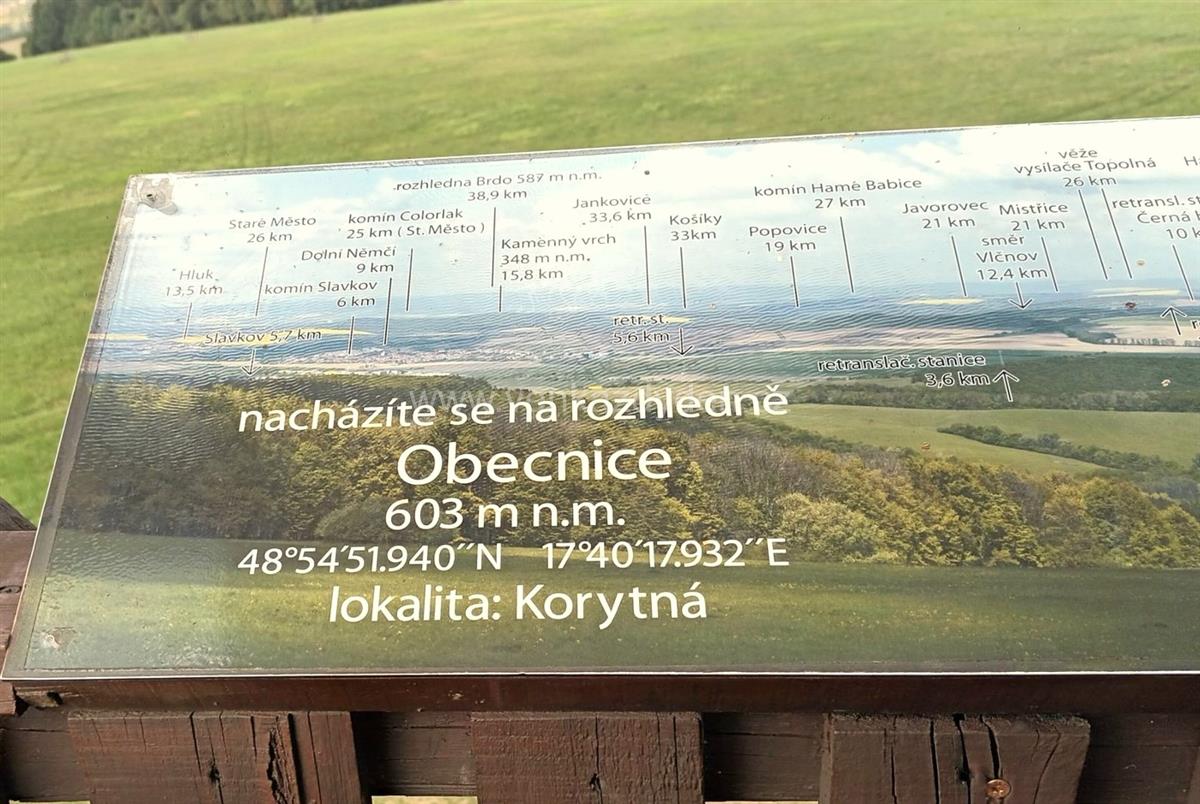 rozhledna Brdo 587 m n.m.
38,9 km
Staré Město
26 km
komín Colorlak
25 km ( St. Město )
Jankovice
33,6 km
Košíky
33km
komín Hamé Babice
27 km
věže
vysílače Topolná
26 km
Dolní Němčí
9 km
Kamenný vrch
348 m n.m.
15,8 km
Popovice
19 km
Javorovec
21 km
Mistřice
21 km
retransl. st
Černá
10
směr
Vlčnov
12,4 km
Hluk
13,5 km
komín Slavkov
6 km
Slavkov 5,7 km
retr. st.
5,6 km
retranslač. stanice
3,6 km
nacházíte se na rozhledně
Obecnice
603 m n.m.
48°54´51.940´´N 17°40´17.932´´E
lokalita: Korytná